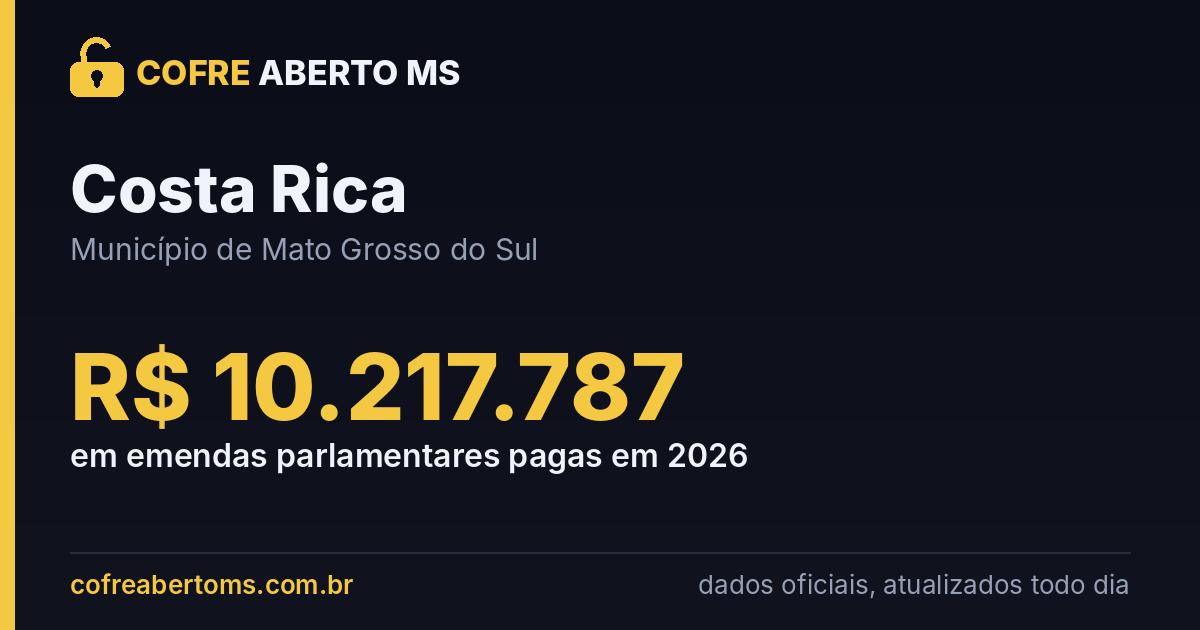 COFRE ABERTO MS
Costa Rica
Município de Mato Grosso do Sul
R$ 10.217.787
em emendas parlamentares pagas em 2026
cofreabertoms.com.br
dados oficiais, atualizados todo dia